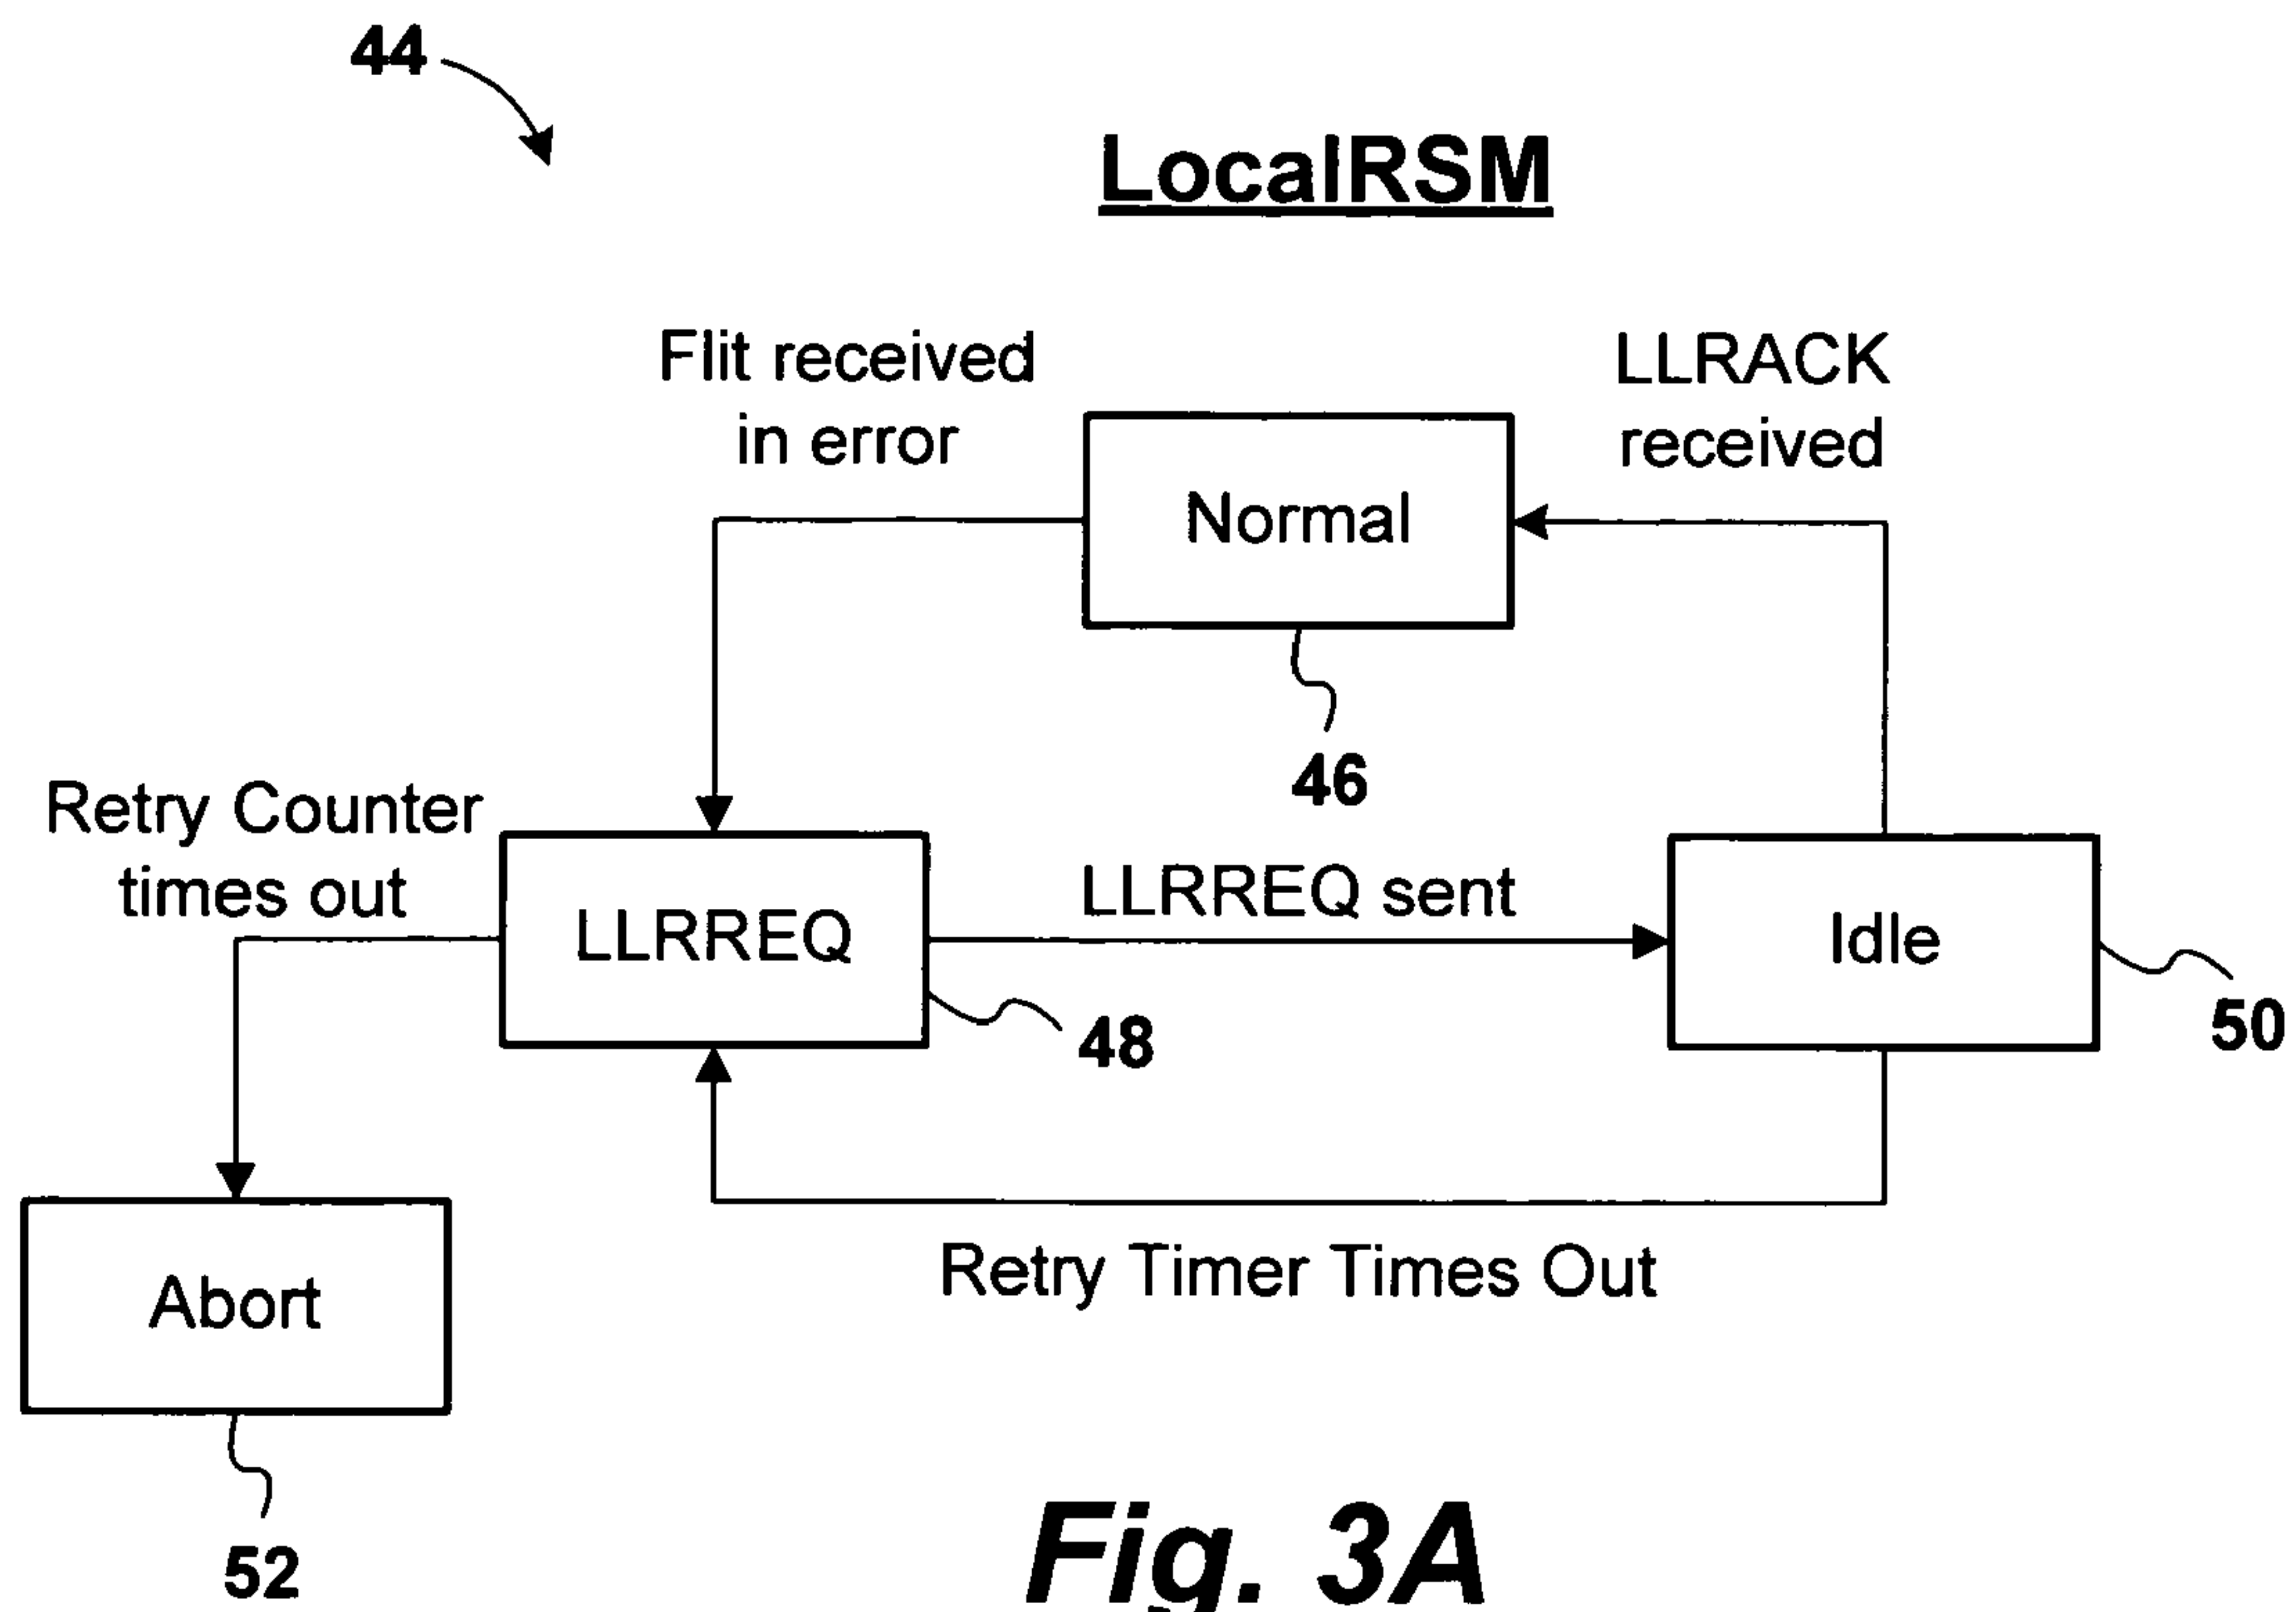 44
LocalRSM
Flit received
in error
LLRACK
received
Normal
46
Retry Counter
times out
LLRREQ
LLRREQ sent
Idle
48
50
Abort
Retry Timer Times Out
52
Fig. 3A